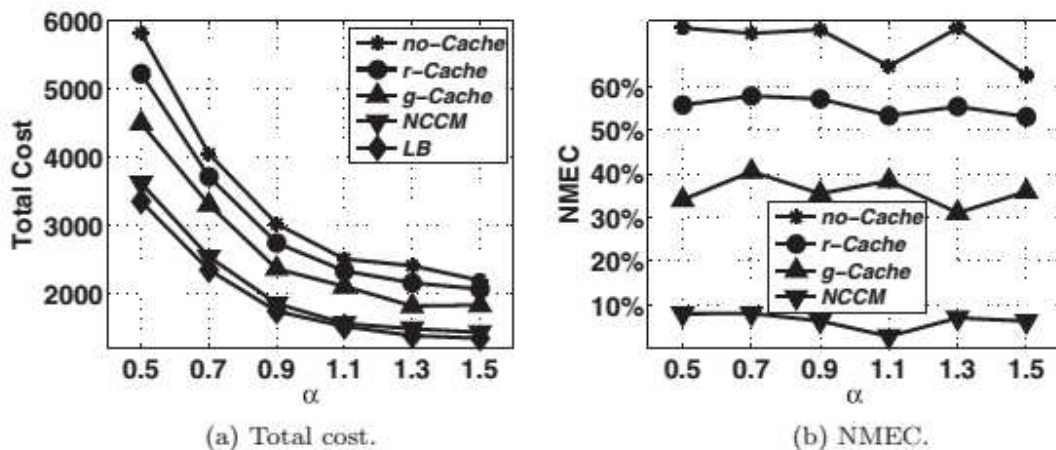 6000
5000
4000
3000
2000
Total Cost
no-Cache
r-Cache
g-Cache
NCCM
LB
0.5 0.7 0.9 1.1 1.3 1.5
α
(a) Total cost.
60%
50%
40%
30%
20%
10%
NMEC
no-Cache
r-Cache
g-Cache
NCCM
0.5 0.7 0.9 1.1 1.3 1.5
α
(b) NMEC.